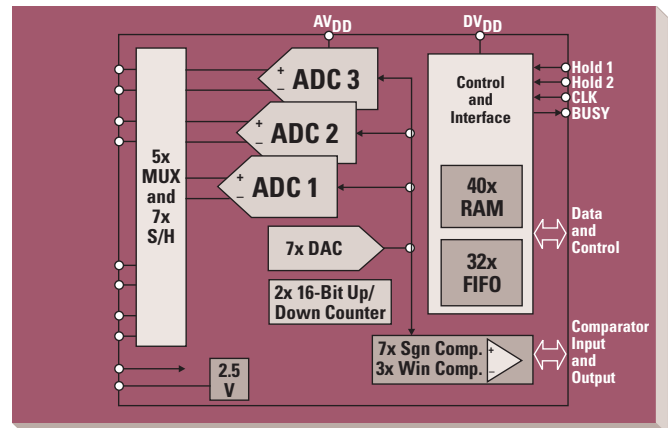 AVDD
DVDD
ADC 3
+
–
ADC 2
+
–
ADC 1
+
–
5x
MUX
and
7x
S/H
7x DAC
2x 16-Bit Up/
Down Counter
2.5
V
Control
and
Interface
40x
RAM
32x
FIFO
7x Sgn Comp.
3x Win Comp.
+
–
Hold 1
Hold 2
CLK
BUSY
Data
and
Control
Comparator
Input
and
Output